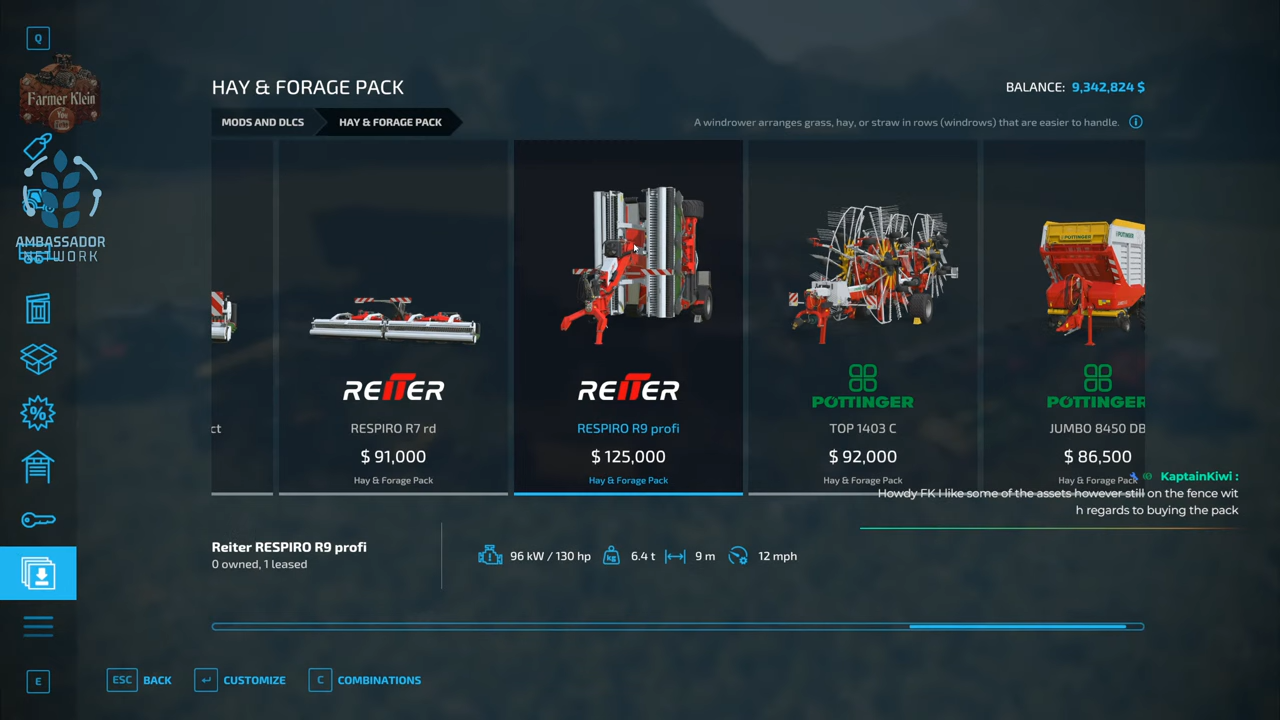 Q
Farmer Klein
You
Tube
AMBASSADOR
NETWORK
HAY & FORAGE PACK
BALANCE: 9,342,824 $
MODS AND DLCS
HAY & FORAGE PACK
A windrower arranges grass, hay, or straw in rows (windrows) that are easier to handle.
ct
REITER
RESPIRO R7 rd
$ 91,000
Hay & Forage Pack
REITER
RESPIRO R9 profi
$ 125,000
Hay & Forage Pack
PÖTTINGER
TOP 1403 C
$ 92,000
Hay & Forage Pack
PÖTTINGER
PÖTTINGER
JUMBO 8450 DB
$ 86,500
Hay & Forage Pack
KaptainKiwi :
Howdy FK I like some of the assets however still on the fence wit
h regards to buying the pack
Reiter RESPIRO R9 profi
0 owned, 1 leased
96 kW / 130 hp
6.4 t
9 m
12 mph
E
ESC BACK
CUSTOMIZE
C COMBINATIONS